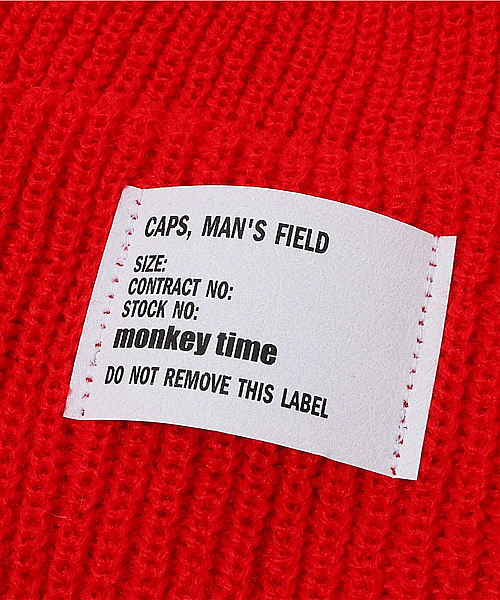 CAPS, MAN'S FIELD
SIZE:
CONTRACT NO:
STOCK NO:
monkey time
DO NOT REMOVE THIS LABEL